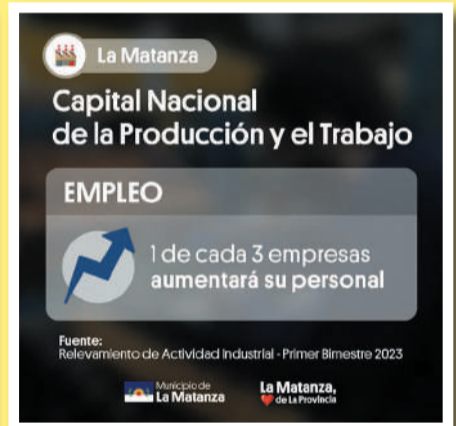 La Matanza
Capital Nacional
de la Producción y el Trabajo
EMPLEO
1 de cada 3 empresas
aumentará su personal
Fuente:
Relevamiento de Actividad Industrial - Primer Bimestre 2023
Municipio de
La Matanza
La Matanza,
de La Provincia